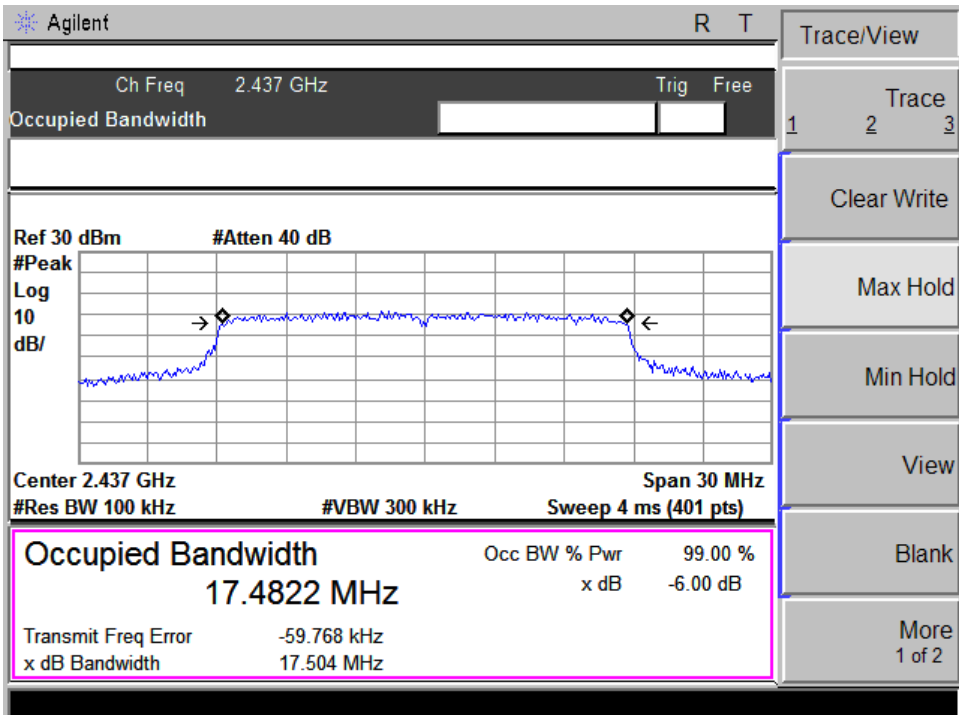 Agilent R T
Ch Freq 2.437 GHz Trig Free
Occupied Bandwidth
Ref 30 dBm #Atten 40 dB
#Peak
Log
10
dB/
Center 2.437 GHz Span 30 MHz
#Res BW 100 kHz #VBW 300 kHz Sweep 4 ms (401 pts)
Occupied Bandwidth Occ BW % Pwr 99.00 %
17.4822 MHz x dB -6.00 dB
Transmit Freq Error -59.768 kHz
x dB Bandwidth 17.504 MHz
Trace/View
Trace
1 2 3
Clear Write
Max Hold
Min Hold
View
Blank
More
1 of 2